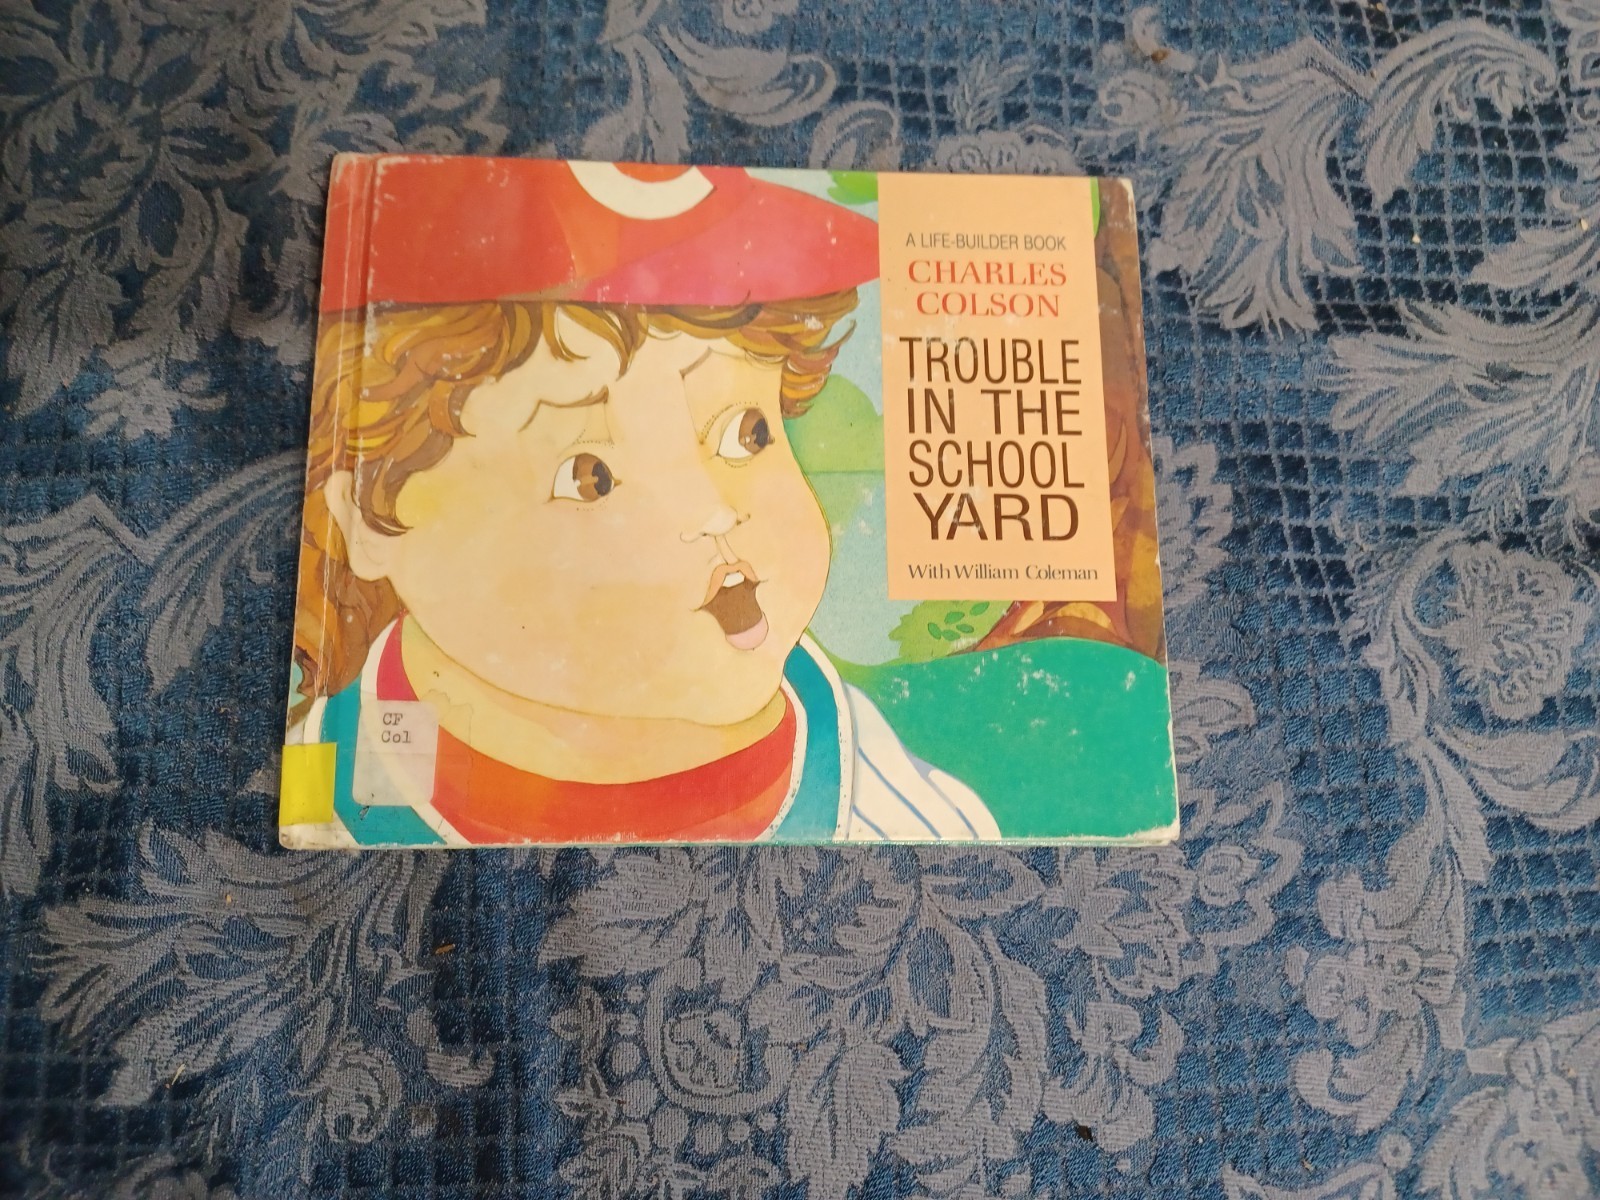 C
A LIFE-BUILDER BOOK
CHARLES
COLSON
TROUBLE
IN THE
SCHOOL
YARD
With William Coleman
CF
Col